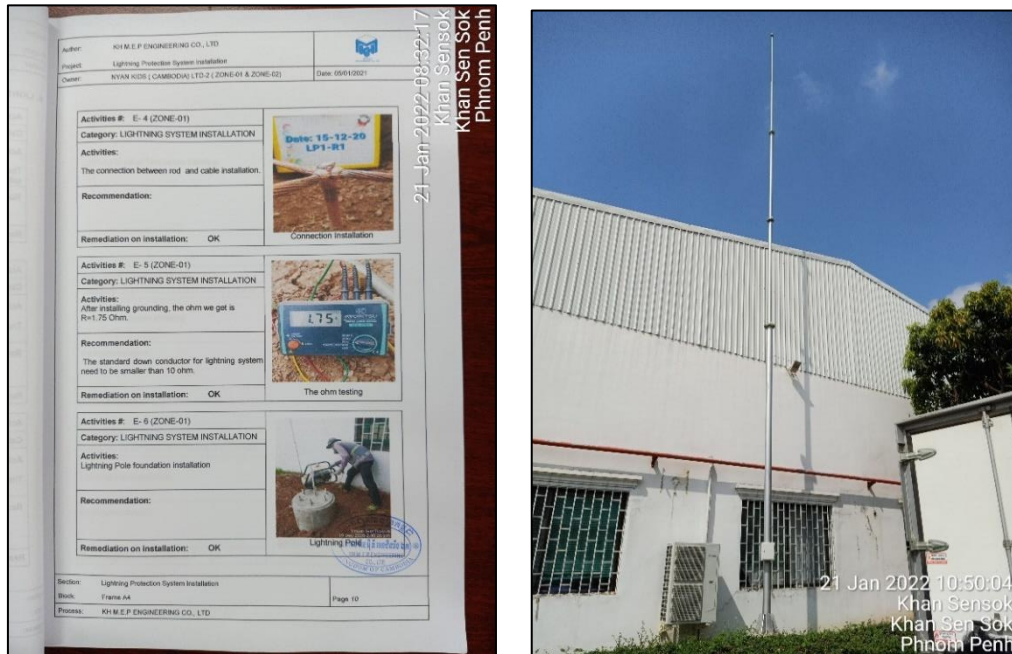 Author: KH M.E.P ENGINEERING CO., LTD
Project: Lightning Protection System Installation
Owner: NYAN KIDS ( CAMBODIA) LTD-2 ( ZONE-01 & ZONE-02)
Date: 05/01/2021
Activities #: E- 4 (ZONE-01)
Category: LIGHTNING SYSTEM INSTALLATION
Activities:
The connection between rod and cable installation.
Recommendation:
Remediation on installation: OK
Date: 15-12-20
LP1-R1
Connection Installation
Activities #: E- 5 (ZONE-01)
Category: LIGHTNING SYSTEM INSTALLATION
Activities:
After installing grounding, the ohm we get is
R=1.75 Ohm.
Recommendation:
The standard down conductor for lightning system
need to be smaller than 10 ohm.
Remediation on installation: OK
1.75
The ohm testing
Activities #: E- 6 (ZONE-01)
Category: LIGHTNING SYSTEM INSTALLATION
Activities:
Lightning Pole foundation installation
Recommendation:
Remediation on installation: OK
Lightning Pole
Section: Lightning Protection System Installation
Block: Frame A4
Page 10
Process: KH M.E.P ENGINEERING CO., LTD
21 Jan 2022 08:32:17
Khan Sensok
Khan Sen Sok
Phnom Penh
21 Jan 2022 10:50:04
Khan Sensok
Khan Sen Sok
Phnom Penh